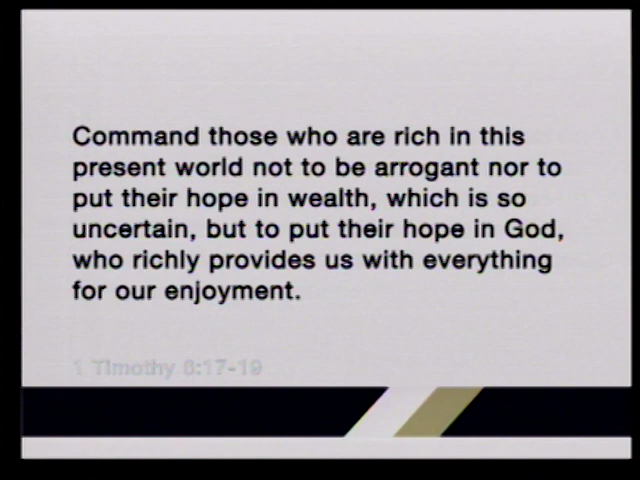 Command those who are rich in this
present world not to be arrogant nor to
put their hope in wealth, which is so
uncertain, but to put their hope in God,
who richly provides us with everything
for our enjoyment.
1 Timothy 6:17-19